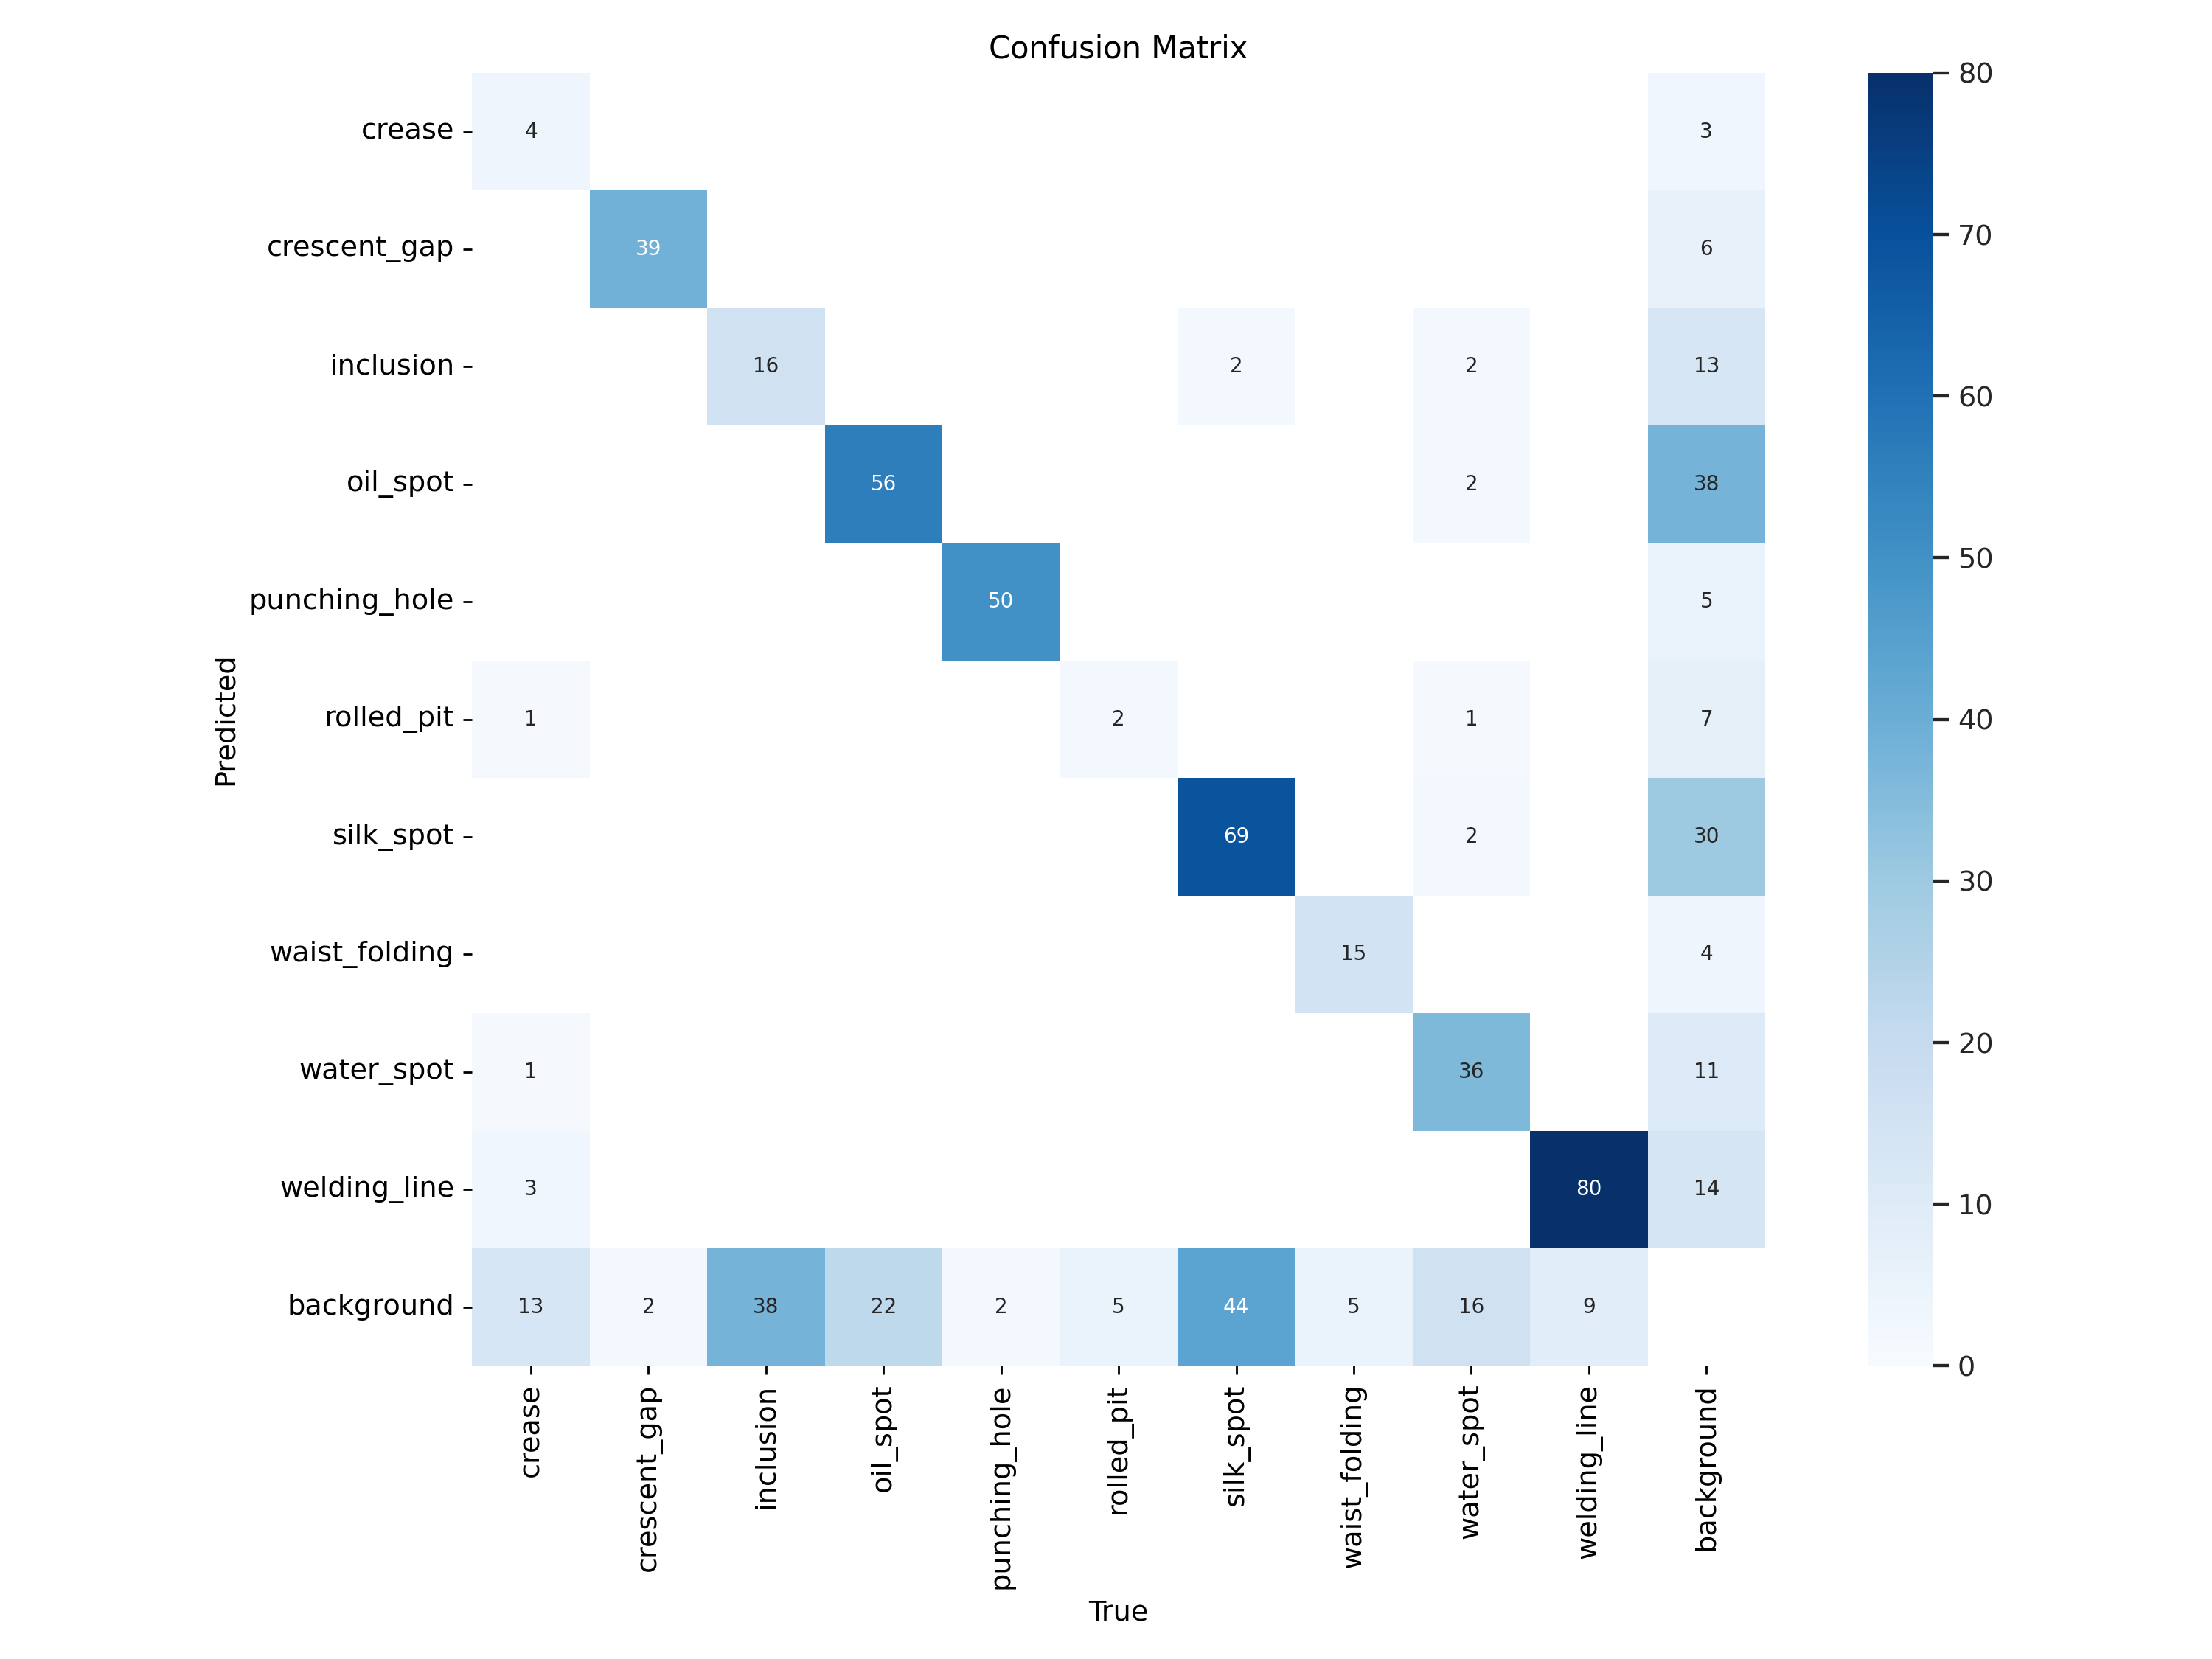 Confusion Matrix
Predicted
crease 4 3
crescent_gap 39 6
inclusion 16 2 2 13
oil_spot 56 2 38
punching_hole 50 5
rolled_pit 1 2 1 7
silk_spot 69 2 30
waist_folding 15 4
water_spot 1 36 11
welding_line 3 80 14
background 13 2 38 22 2 5 44 5 16 9
crease crescent_gap inclusion oil_spot punching_hole rolled_pit silk_spot waist_folding water_spot welding_line background
True
80
70
60
50
40
30
20
10
0